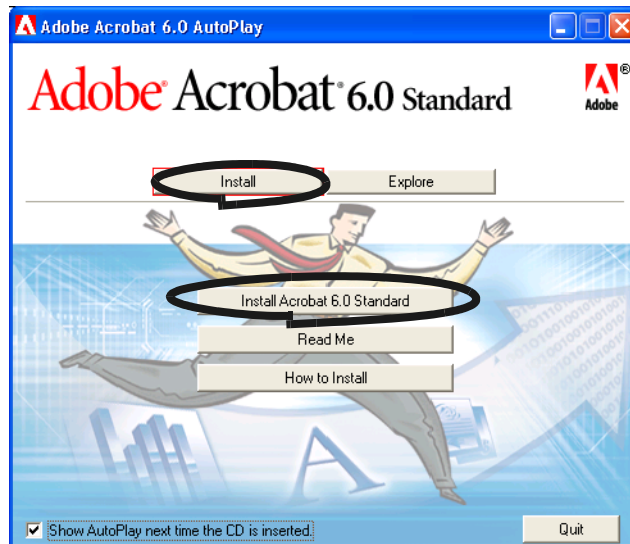 Adobe Acrobat 6.0 AutoPlay
Adobe® Acrobat® 6.0 Standard
Adobe®
Install
Explore
Install Acrobat 6.0 Standard
Read Me
How to Install
A
Show AutoPlay next time the CD is inserted.
Quit